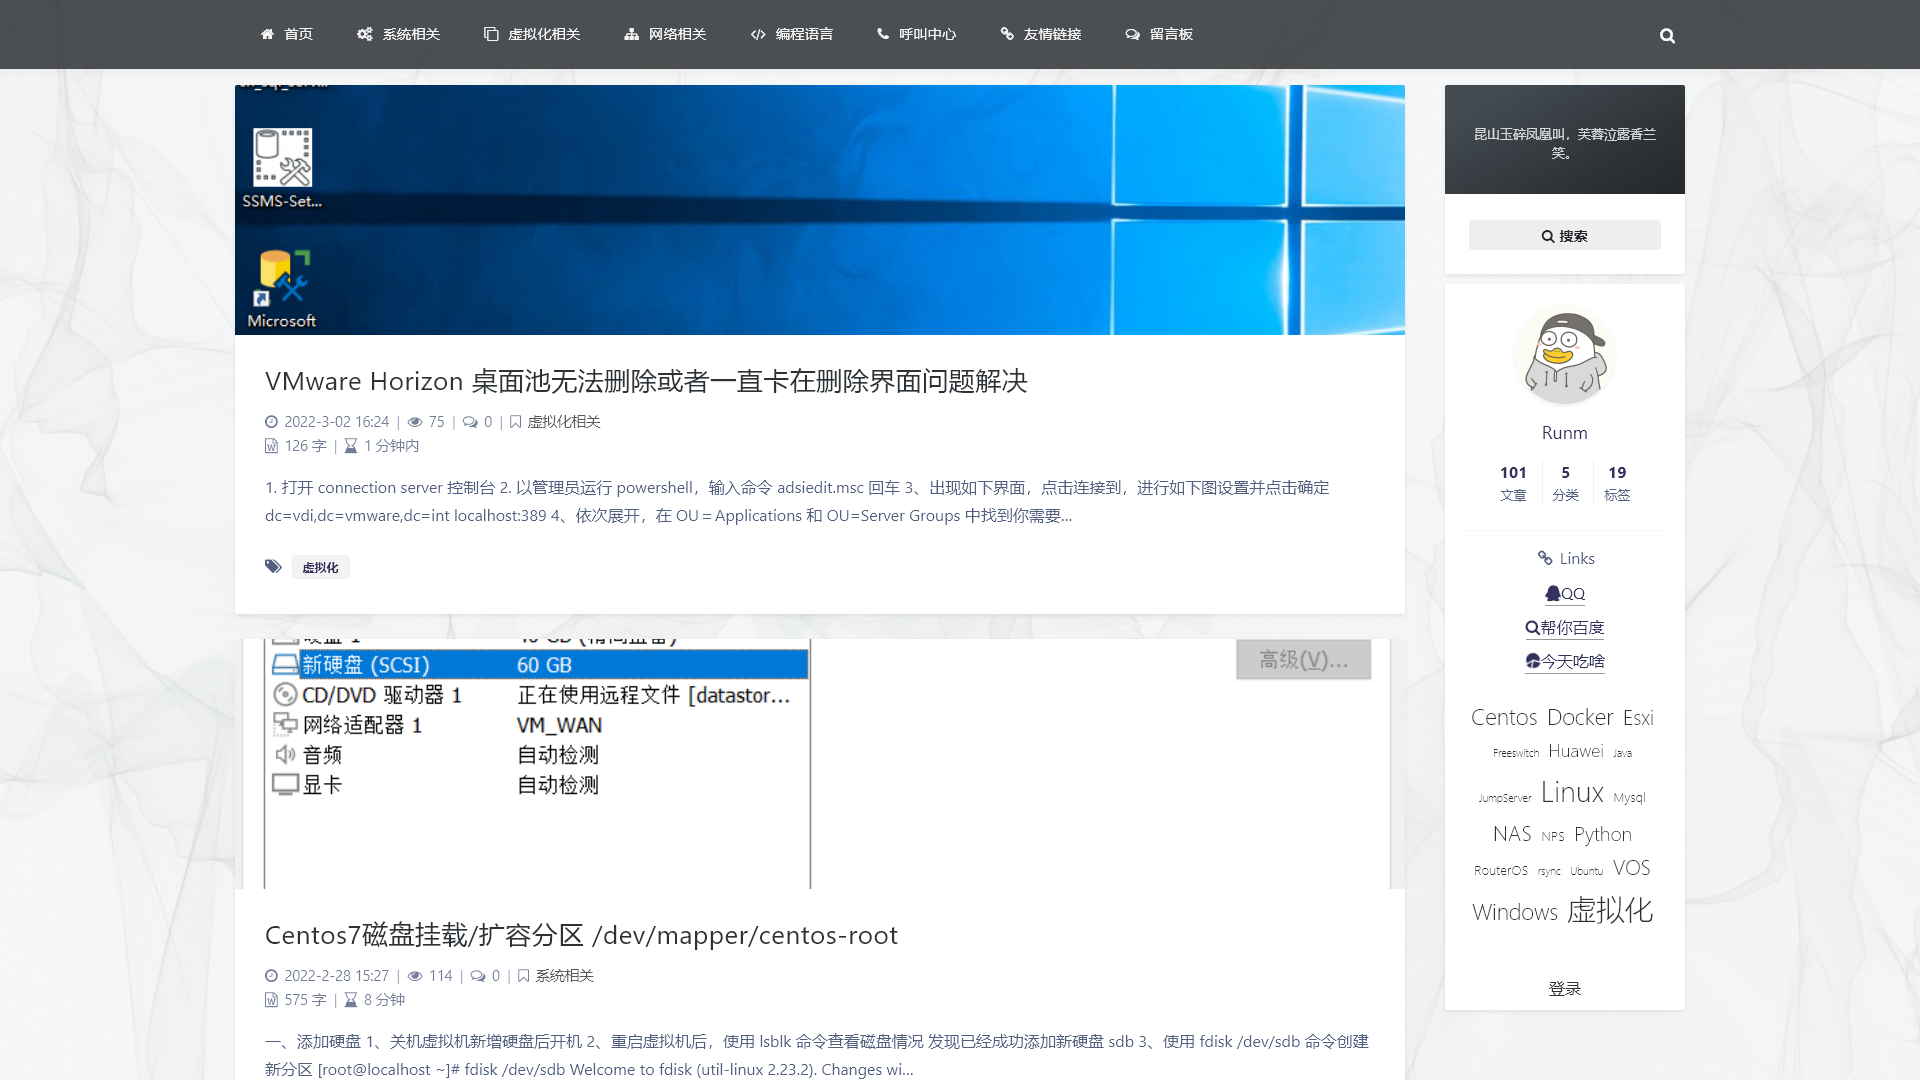 首页 系统相关 虚拟化相关 网络相关 编程语言 呼叫中心 友情链接 留言板
SSMS-Set...
Microsoft
VMware Horizon 桌面池无法删除或者一直卡在删除界面问题解决
2022-3-02 16:24 | 75 | 0 | 虚拟化相关
126 字 | 1 分钟内
1. 打开 connection server 控制台 2. 以管理员运行 powershell，输入命令 adsiedit.msc 回车 3、出现如下界面，点击连接到，进行如下图设置并点击确定
dc=vdi,dc=vmware,dc=int localhost:389 4、依次展开，在 OU＝Applications 和 OU=Server Groups 中找到你需要...
虚拟化
新硬盘 (SCSI) 60 GB
高级(V)...
CD/DVD 驱动器 1 正在使用远程文件 [datastor...
网络适配器 1 VM_WAN
音频 自动检测
显卡 自动检测
Centos7磁盘挂载/扩容分区 /dev/mapper/centos-root
2022-2-28 15:27 | 114 | 0 | 系统相关
575 字 | 8 分钟
一、添加硬盘 1、关机虚拟机新增硬盘后开机 2、重启虚拟机后，使用 lsblk 命令查看磁盘情况 发现已经成功添加新硬盘 sdb 3、使用 fdisk /dev/sdb 命令创建
新分区 [root@localhost ~]# fdisk /dev/sdb Welcome to fdisk (util-linux 2.23.2). Changes wi...
昆山玉碎凤凰叫，芙蓉泣露香兰
笑。
搜索
Runm
101 5 19
文章 分类 标签
Links
QQ
帮你百度
今天吃啥
Centos Docker Esxi
Freeswitch Huawei Java
JumpServer Linux Mysql
NAS NPS Python
RouterOS rsync Ubuntu VOS
Windows 虚拟化
登录